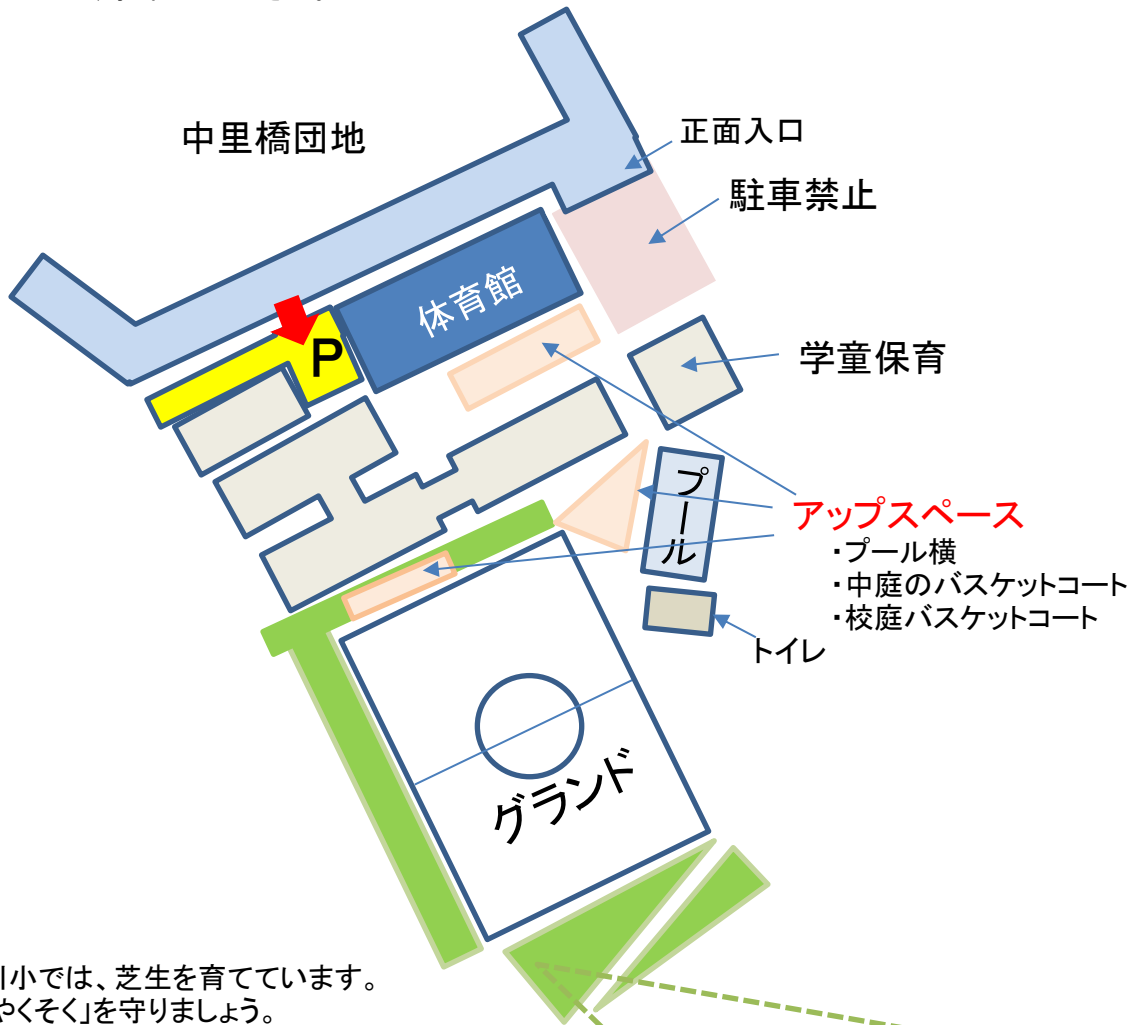 中里橋団地
正面入口
駐車禁止
体育館
P
学童保育
プール
アップスペース
・プール横
・中庭のバスケットコート
・校庭バスケットコート
トイレ
グランド
小では、芝生を育てています。
やくそく」を守りましょう。